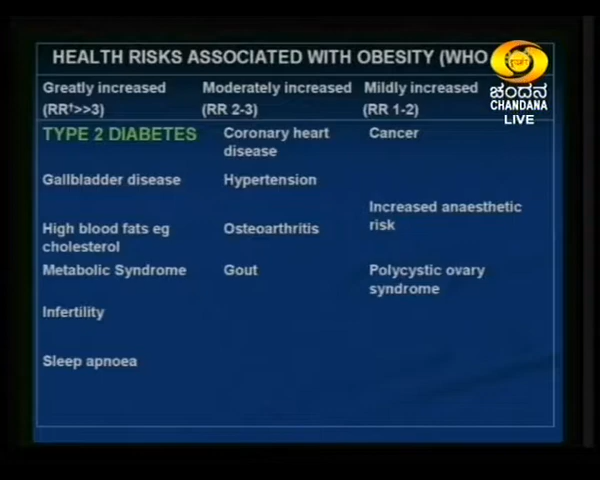 HEALTH RISKS ASSOCIATED WITH OBESITY (WHO
ಚಂದನ
CHANDANA
LIVE
Greatly increased Moderately increased Mildly increased
(RR†>>3) (RR 2-3) (RR 1-2)
TYPE 2 DIABETES Coronary heart Cancer
disease
Gallbladder disease Hypertension
Increased anaesthetic
risk
High blood fats eg Osteoarthritis
cholesterol
Metabolic Syndrome Gout Polycystic ovary
syndrome
Infertility
Sleep apnoea